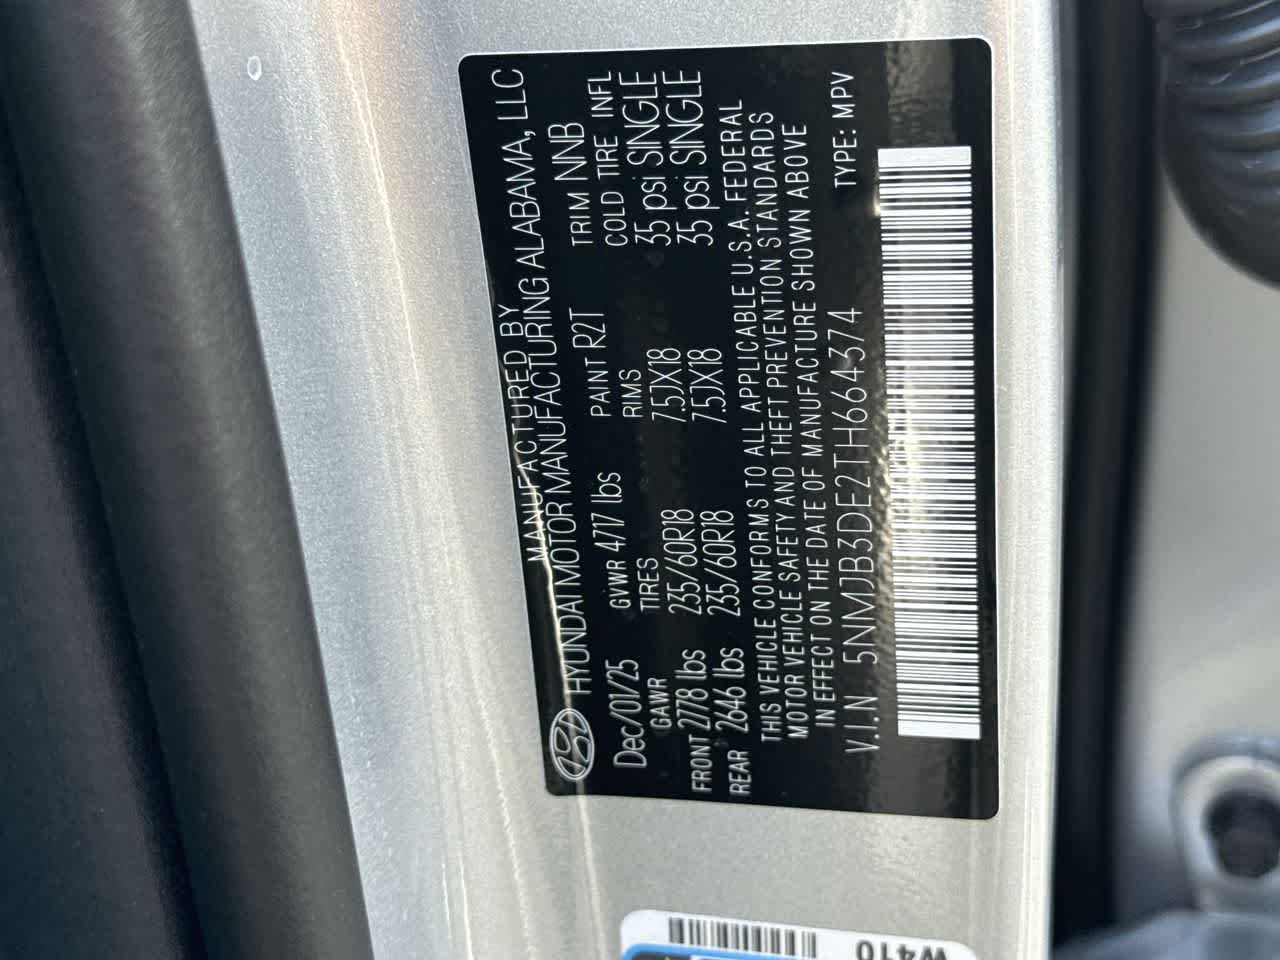 MANUFACTURED BY
HYUNDAI MOTOR MANUFACTURING ALABAMA, LLC
Dec/01/25 GVWR 4717 lbs PAINT R2T TRIM NNB
GAWR TIRES RIMS COLD TIRE INFL
FRONT 2778 lbs 235/60R18 7.5JX18 35 psi SINGLE
REAR 2646 lbs 235/60R18 7.5JX18 35 psi SINGLE
THIS VEHICLE CONFORMS TO ALL APPLICABLE U.S.A. FEDERAL
MOTOR VEHICLE SAFETY AND THEFT PREVENTION STANDARDS
IN EFFECT ON THE DATE OF MANUFACTURE SHOWN ABOVE
V.I.N 5NMJB3DE2TH664374 TYPE: MPV
W410